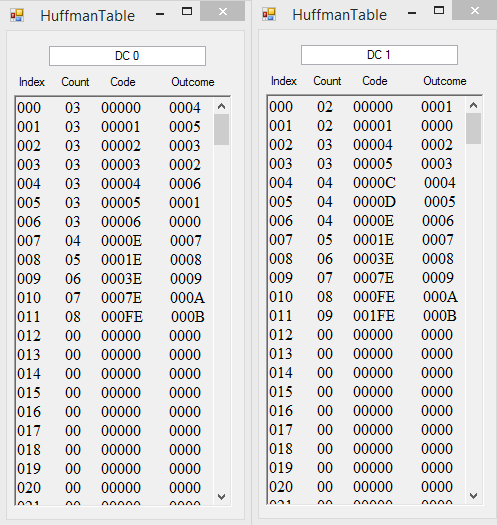 HuffmanTable
DC 0
Index Count Code Outcome
000 03 00000 0004
001 03 00001 0005
002 03 00002 0003
003 03 00003 0002
004 03 00004 0006
005 03 00005 0001
006 03 00006 0000
007 04 0000E 0007
008 05 0001E 0008
009 06 0003E 0009
010 07 0007E 000A
011 08 000FE 000B
012 00 00000 0000
013 00 00000 0000
014 00 00000 0000
015 00 00000 0000
016 00 00000 0000
017 00 00000 0000
018 00 00000 0000
019 00 00000 0000
020 00 00000 0000
021 00 00000 0000
HuffmanTable
DC 1
Index Count Code Outcome
000 02 00000 0001
001 02 00001 0000
002 03 00004 0002
003 03 00005 0003
004 04 0000C 0004
005 04 0000D 0005
006 04 0000E 0006
007 05 0001E 0007
008 06 0003E 0008
009 07 0007E 0009
010 08 000FE 000A
011 09 001FE 000B
012 00 00000 0000
013 00 00000 0000
014 00 00000 0000
015 00 00000 0000
016 00 00000 0000
017 00 00000 0000
018 00 00000 0000
019 00 00000 0000
020 00 00000 0000